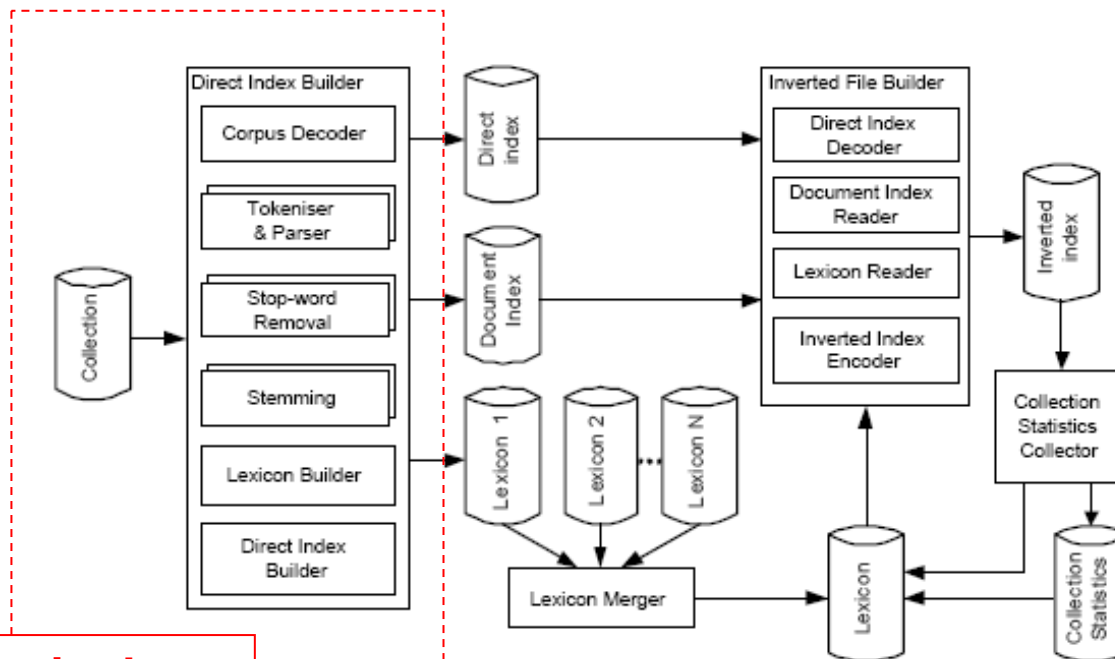 Collection
Direct Index Builder
Corpus Decoder
Tokeniser
& Parser
Stop-word
Removal
Stemming
Lexicon Builder
Direct Index
Builder
Direct
index
Document
Index
Lexicon 1
Lexicon 2
Lexicon N
Lexicon Merger
Inverted File Builder
Direct Index
Decoder
Document Index
Reader
Lexicon Reader
Inverted Index
Encoder
Inverted
index
Collection
Statistics
Collector
Lexicon
Collection
Statistics